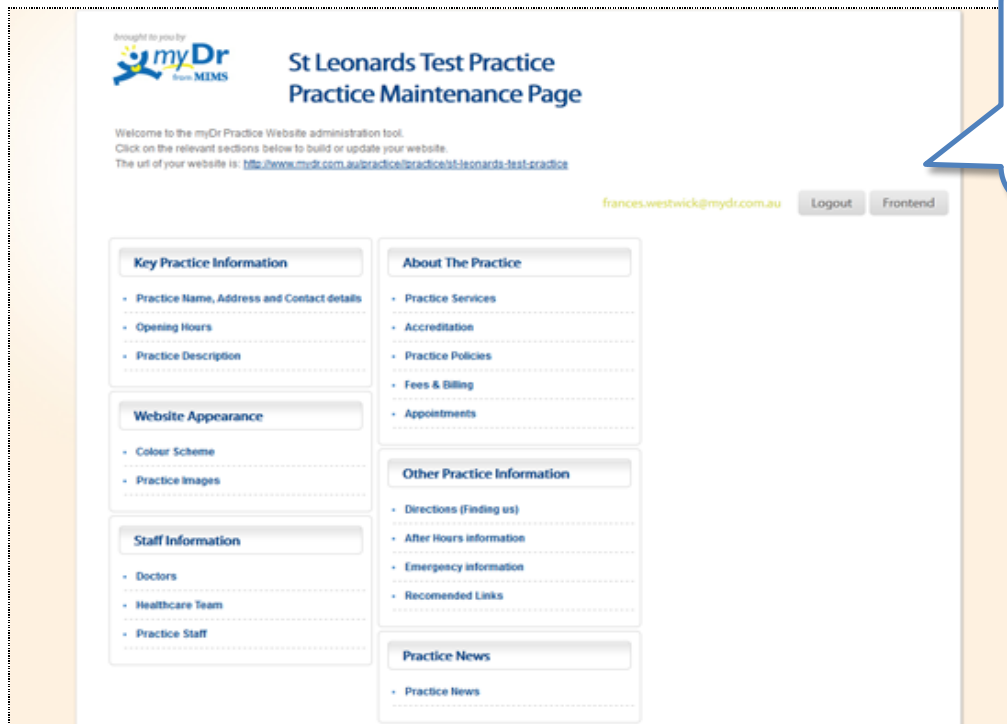 brought to you by
myDr
from MIMS
St Leonards Test Practice
Practice Maintenance Page
Welcome to the myDr Practice Website administration tool.
Click on the relevant sections below to build or update your website.
The url of your website is: http://www.mydr.com.au/practice/ipractice/st-leonards-test-practice
frances.westwick@mydr.com.au
Logout
Frontend
Key Practice Information
Practice Name, Address and Contact details
Opening Hours
Practice Description
Website Appearance
Colour Scheme
Practice Images
Staff Information
Doctors
Healthcare Team
Practice Staff
About The Practice
Practice Services
Accreditation
Practice Policies
Fees & Billing
Appointments
Other Practice Information
Directions (Finding us)
After Hours information
Emergency information
Recomended Links
Practice News
Practice News